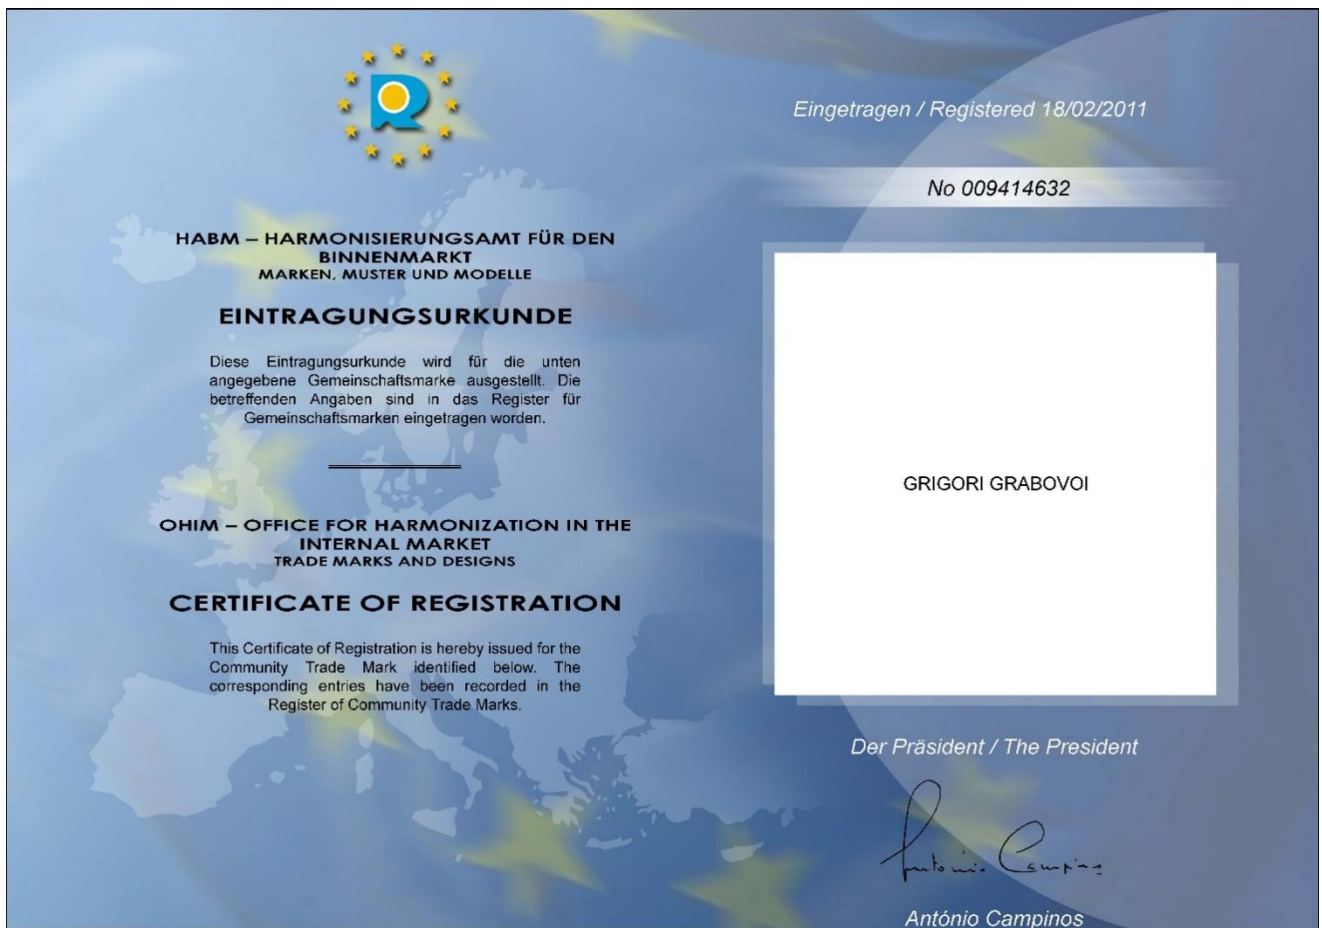 HABM – HARMONISIERUNGSAMT FÜR DEN
BINNENMARKT
MARKEN, MUSTER UND MODELLE
EINTRAGUNGSURKUNDE
Diese Eintragungsurkunde wird für die unten
angegebene Gemeinschaftsmarke ausgestellt. Die
betreffenden Angaben sind in das Register für
Gemeinschaftsmarken eingetragen worden.
OHIM – OFFICE FOR HARMONIZATION IN THE
INTERNAL MARKET
TRADE MARKS AND DESIGNS
CERTIFICATE OF REGISTRATION
This Certificate of Registration is hereby issued for the
Community Trade Mark identified below. The
corresponding entries have been recorded in the
Register of Community Trade Marks.
Eingetragen / Registered 18/02/2011
No 009414632
GRIGORI GRABOVOI
Der Präsident / The President
António Campinos
António Campinos